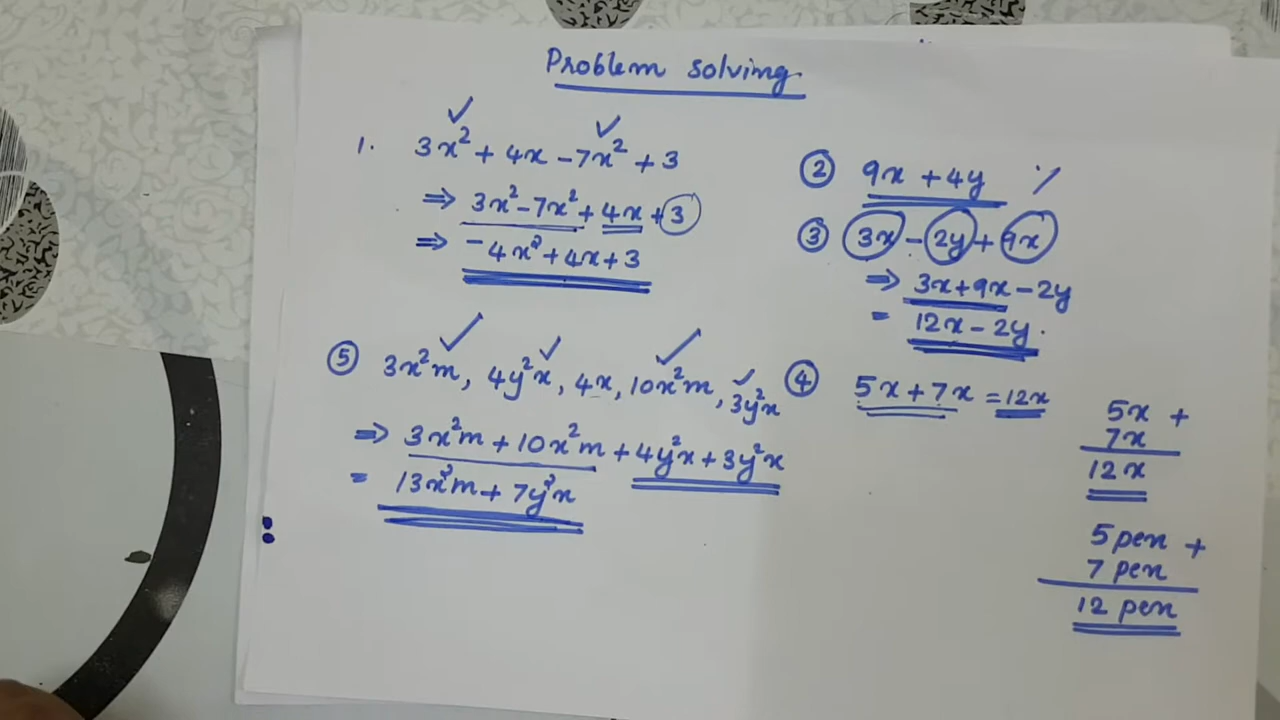 Problem solving
1. 3x² + 4x - 7x² + 3
⇒ 3x² - 7x² + 4x + 3
⇒ -4x² + 4x + 3
② 9x + 4y
③ 3x - 2y + 9x
⇒ 3x + 9x - 2y
= 12x - 2y.
⑤ 3x²m, 4y²x, 4x, 10x²m, 3y²x
⇒ 3x²m + 10x²m + 4y²x + 3y²x
= 13x²m + 7y²x
④ 5x + 7x = 12x
5x +
7x
12x
5 pen +
7 pen
12 pen